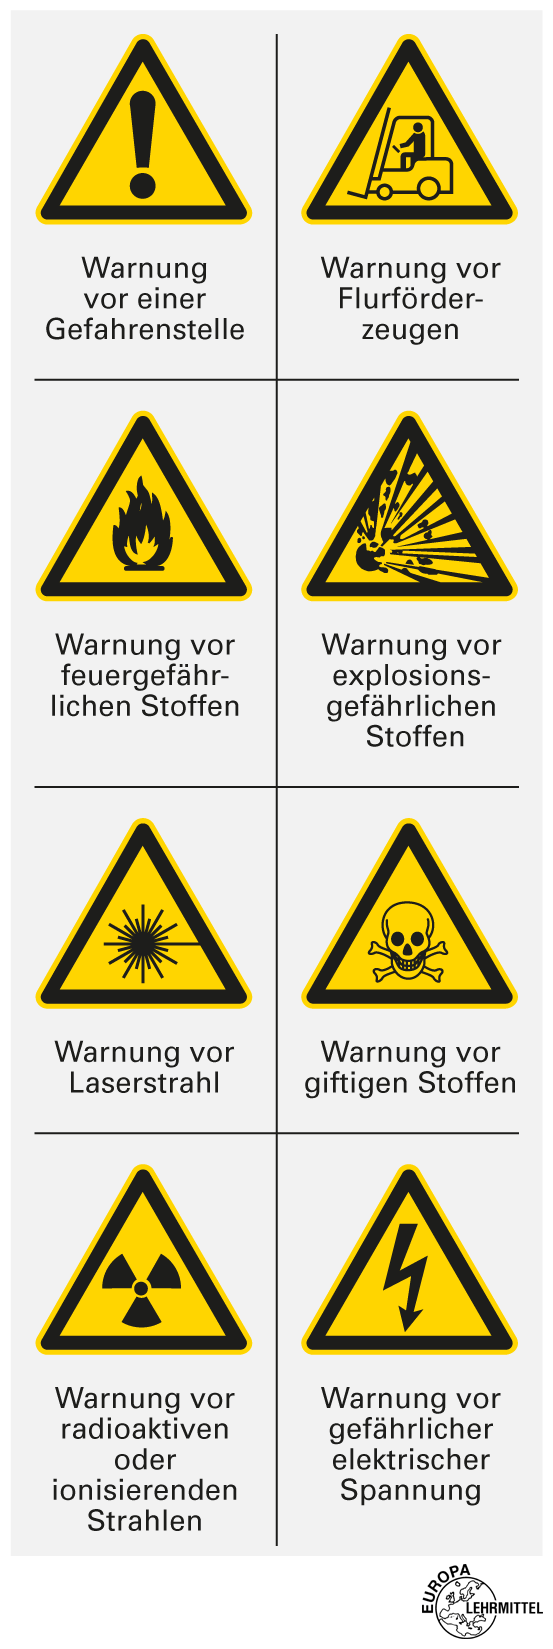 Warnung
vor einer
Gefahrenstelle
Warnung vor
Flurförder-
zeugen
Warnung vor
feuergefähr-
lichen Stoffen
Warnung vor
explosions-
gefährlichen
Stoffen
Warnung vor
Laserstrahl
Warnung vor
giftigen Stoffen
Warnung vor
radioaktiven
oder
ionisierenden
Strahlen
Warnung vor
gefährlicher
elektrischer
Spannung
EUROPA
LEHRMITTEL